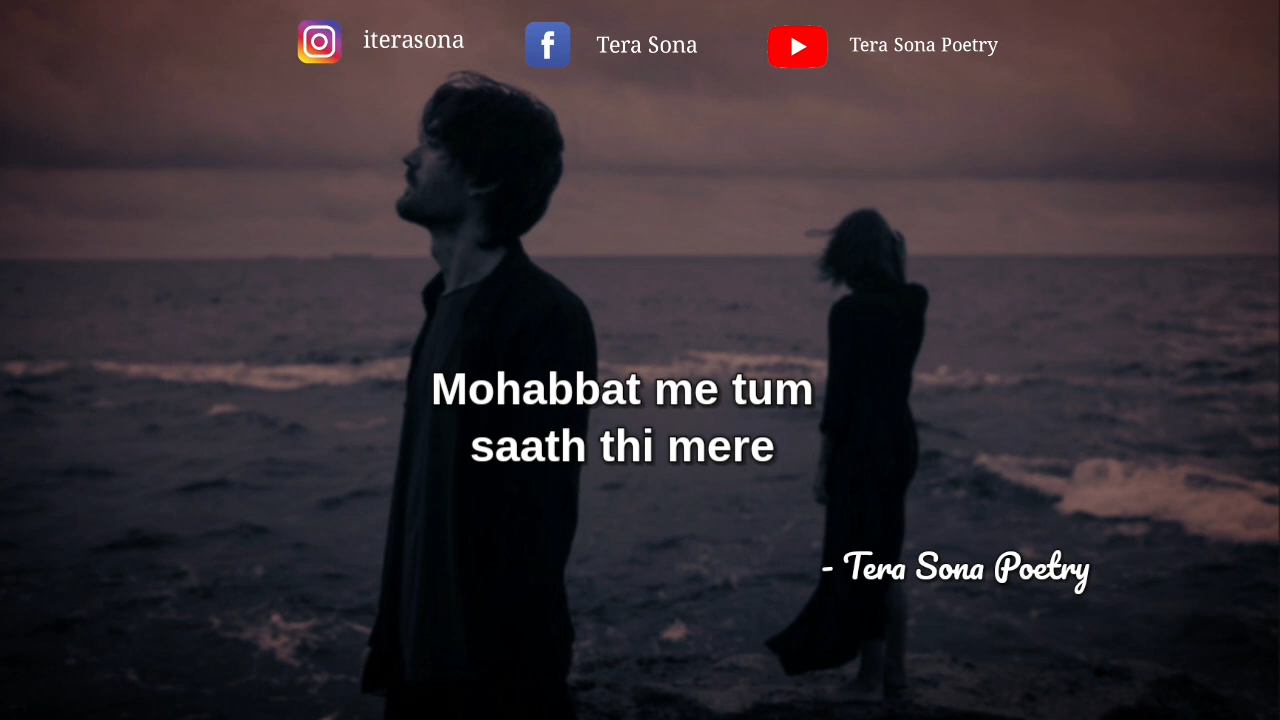 iterasona
Tera Sona
Tera Sona Poetry
Mohabbat me tum
saath thi mere
- Tera Sona Poetry